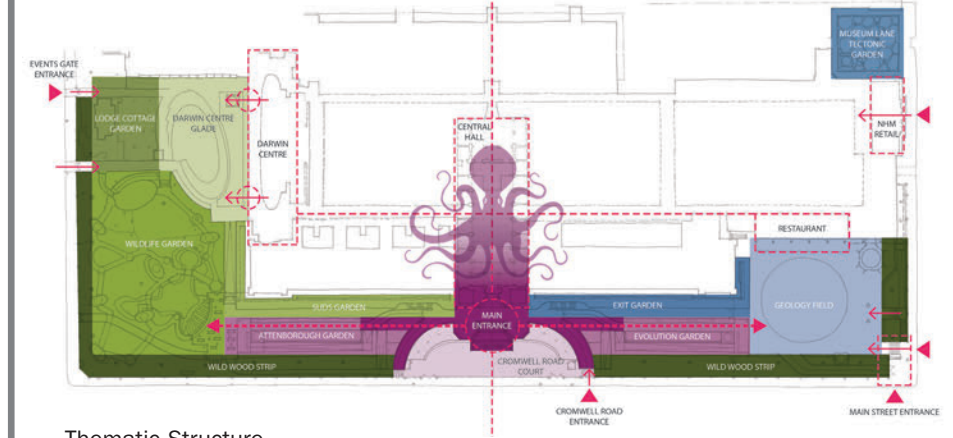 MUSEUM LANE
TECTONIC
GARDEN
EVENTS GATE
ENTRANCE
LODGE COTTAGE
GARDEN
DARWIN CENTRE
GLADE
DARWIN
CENTRE
CENTRAL
HALL
NHM
RETAIL
WILDLIFE GARDEN
RESTAURANT
SUDS GARDEN
EXIT GARDEN
GEOLOGY FIELD
MAIN
ENTRANCE
ATTENBOROUGH GARDEN
EVOLUTION GARDEN
WILD WOOD STRIP
CROMWELL ROAD
COURT
WILD WOOD STRIP
CROMWELL ROAD
ENTRANCE
MAIN STREET ENTRANCE
Thematic Structure